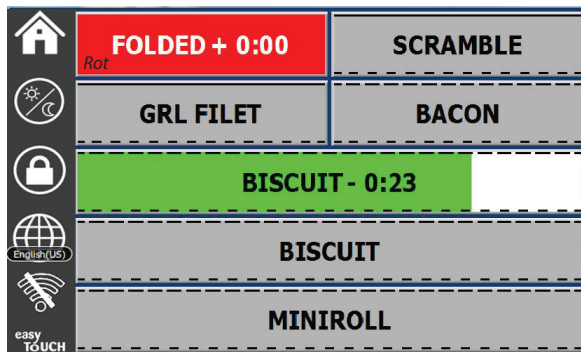 FOLDED + 0:00
Rot
SCRAMBLE
GRL FILET
BACON
BISCUIT - 0:23
BISCUIT
English(US)
MINIROLL
easy
TOUCH